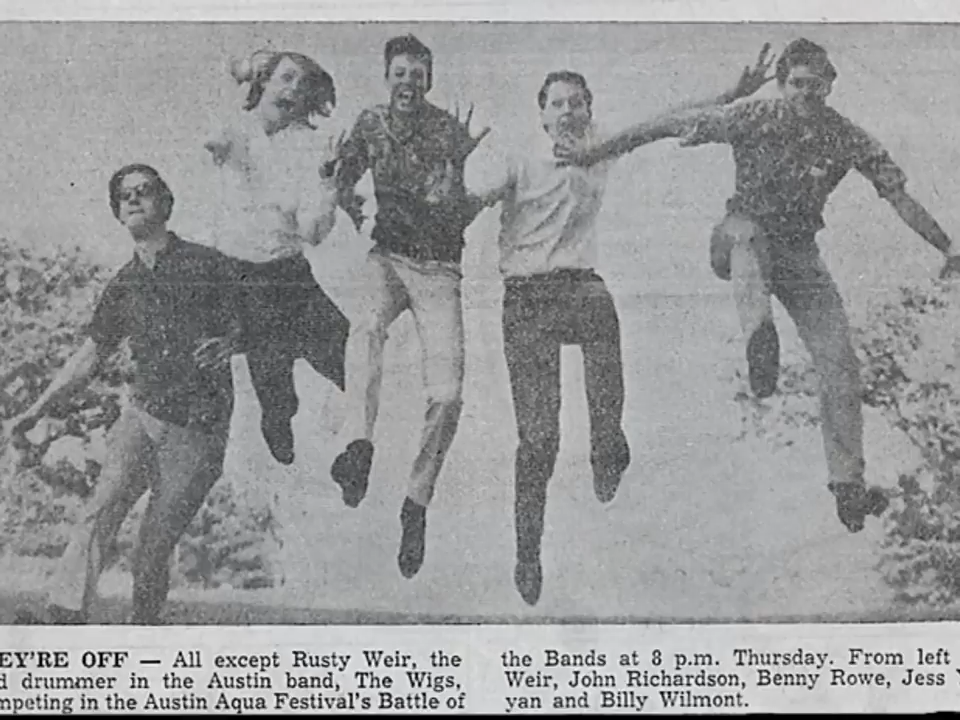 EY'RE OFF — All except Rusty Weir, the
d drummer in the Austin band, The Wigs,
mpeting in the Austin Aqua Festival's Battle of
the Bands at 8 p.m. Thursday. From left
Weir, John Richardson, Benny Rowe, Jess Y
yan and Billy Wilmont.